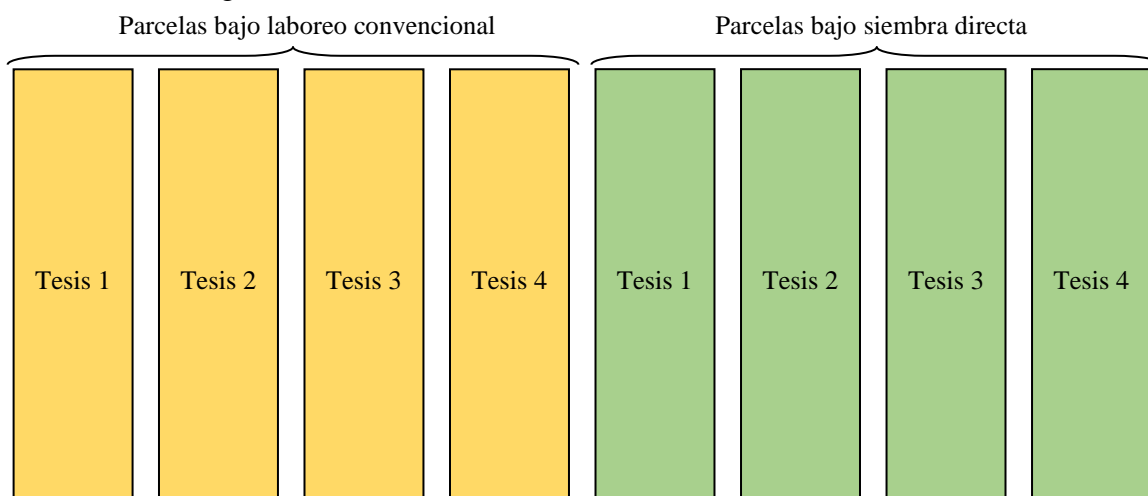 Parcelas bajo laboreo convencional Parcelas bajo siembra directa
Tesis 1 Tesis 2 Tesis 3 Tesis 4 Tesis 1 Tesis 2 Tesis 3 Tesis 4